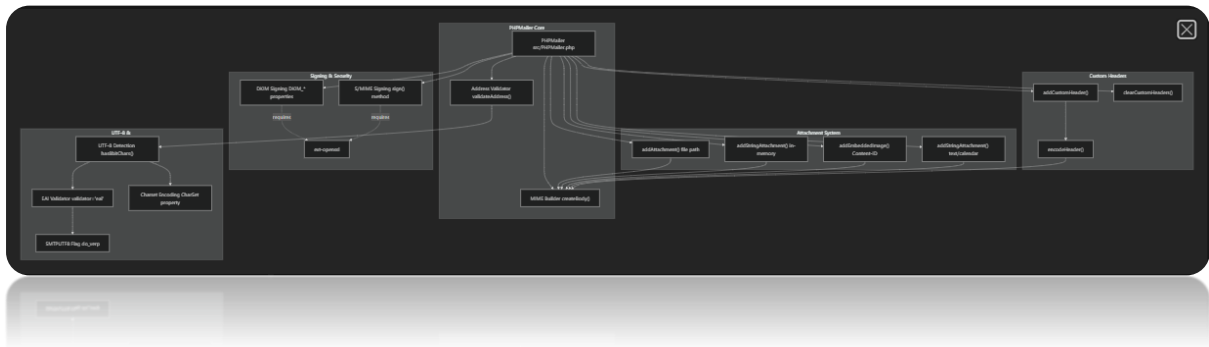 PHPMailer Core
PHPMailer
src/PHPMailer.php
Signing & Security
DKIM Signing DKIM_*
properties
S/MIME Signing sign()
method
Address Validator
validateAddress()
requires
requires
ext-openssl
Custom Headers
addCustomHeader()
clearCustomHeaders()
encodeHeader()
UTF-8 &
UTF-8 Detection
has8bitChars()
EAI Validator validator='eai'
Charset Encoding CharSet
property
SMTPUTF8 Flag do_verp
Attachment System
addAttachment() file path
addStringAttachment() in-
memory
addEmbeddedImage()
Content-ID
addStringAttachment()
text/calendar
MIME Builder createBody()